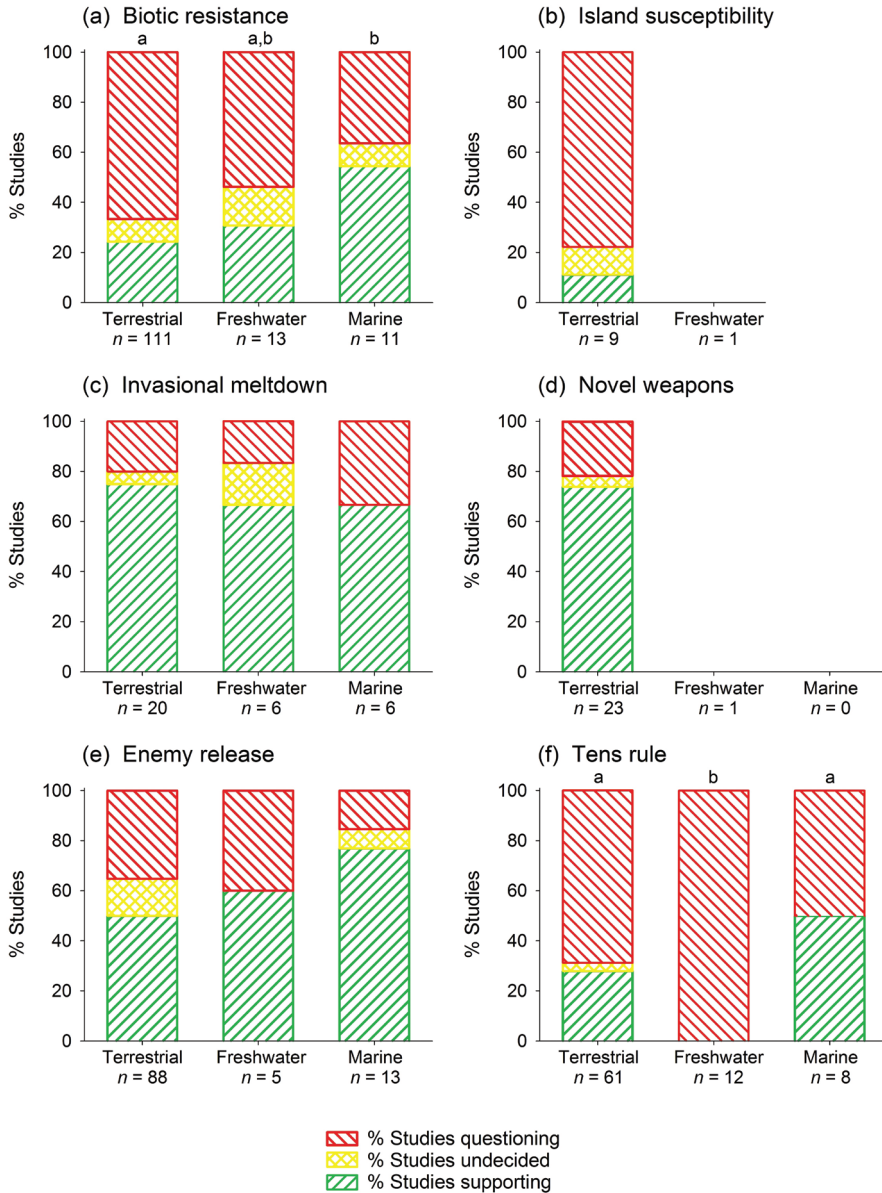 (a) Biotic resistance
(b) Island susceptibility
a a,b b
100
80
60
40
20
0
% Studies
Terrestrial Freshwater Marine
n = 111 n = 13 n = 11
100
80
60
40
20
0
% Studies
Terrestrial Freshwater
n = 9 n = 1
(c) Invasional meltdown
(d) Novel weapons
100
80
60
40
20
0
% Studies
Terrestrial Freshwater Marine
n = 20 n = 6 n = 6
100
80
60
40
20
0
% Studies
Terrestrial Freshwater Marine
n = 23 n = 1 n = 0
(e) Enemy release
(f) Tens rule
100
80
60
40
20
0
% Studies
Terrestrial Freshwater Marine
n = 88 n = 5 n = 13
a b a
100
80
60
40
20
0
% Studies
Terrestrial Freshwater Marine
n = 61 n = 12 n = 8
% Studies questioning
% Studies undecided
% Studies supporting